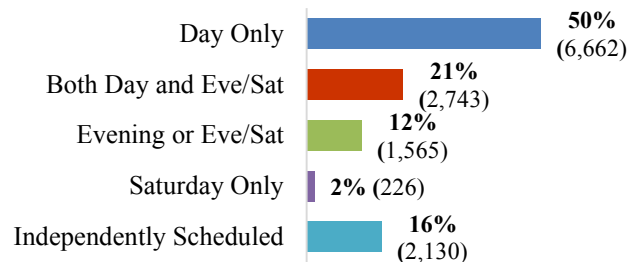 Day Only
50%
(6,662)
Both Day and Eve/Sat
21%
(2,743)
Evening or Eve/Sat
12%
(1,565)
Saturday Only
2% (226)
Independently Scheduled
16%
(2,130)